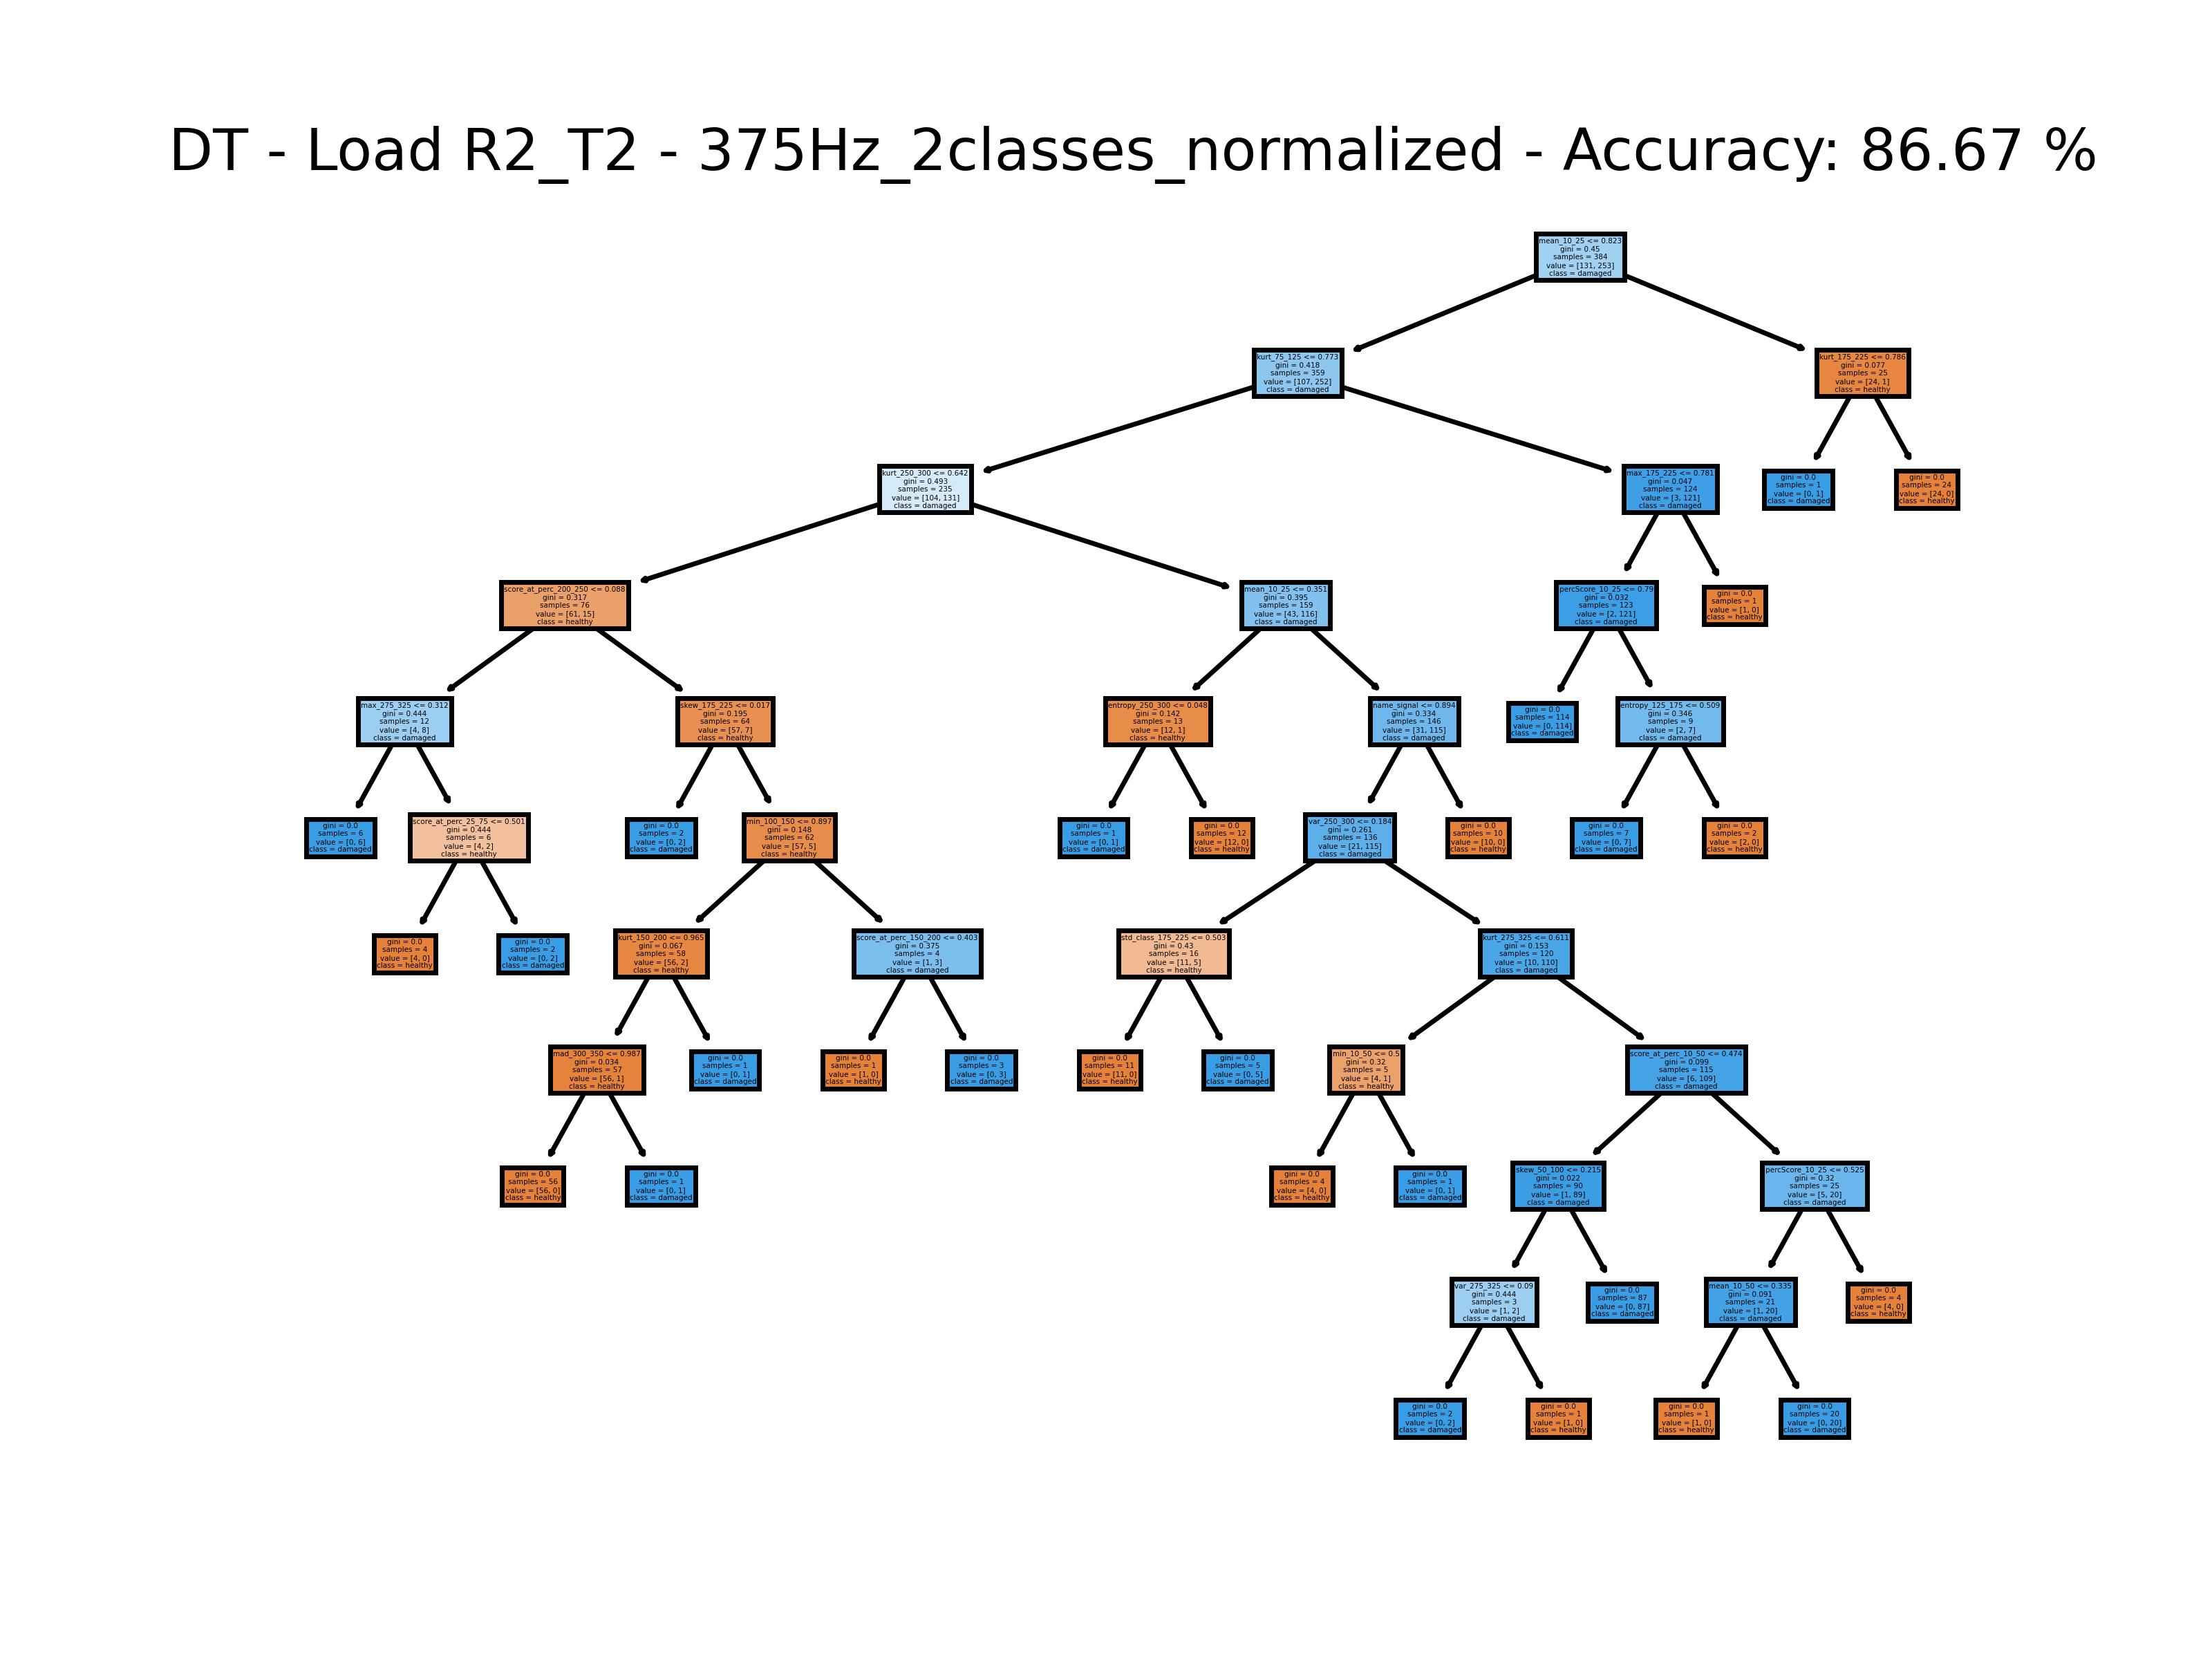 DT - Load R2_T2 - 375Hz_2classes_normalized - Accuracy: 86.67 %
mean_10_25 <= 0.823
gini = 0.45
samples = 384
value = [131, 253]
class = damaged
kurt_75_125 <= 0.773
gini = 0.418
samples = 359
value = [107, 252]
class = damaged
kurt_175_225 <= 0.786
gini = 0.077
samples = 25
value = [24, 1]
class = healthy
kurt_250_300 <= 0.642
gini = 0.493
samples = 235
value = [104, 131]
class = damaged
max_175_225 <= 0.781
gini = 0.047
samples = 124
value = [3, 121]
class = damaged
gini = 0.0
samples = 1
value = [0, 1]
class = damaged
gini = 0.0
samples = 24
value = [24, 0]
class = healthy
score_at_perc_200_250 <= 0.088
gini = 0.317
samples = 76
value = [61, 15]
class = healthy
mean_10_25 <= 0.351
gini = 0.395
samples = 159
value = [43, 116]
class = damaged
percScore_10_25 <= 0.79
gini = 0.032
samples = 123
value = [2, 121]
class = damaged
gini = 0.0
samples = 1
value = [1, 0]
class = healthy
max_275_325 <= 0.312
gini = 0.444
samples = 12
value = [4, 8]
class = damaged
skew_175_225 <= 0.017
gini = 0.195
samples = 64
value = [57, 7]
class = healthy
entropy_250_300 <= 0.048
gini = 0.142
samples = 13
value = [12, 1]
class = healthy
name_signal <= 0.894
gini = 0.334
samples = 146
value = [31, 115]
class = damaged
gini = 0.0
samples = 114
value = [0, 114]
class = damaged
entropy_125_175 <= 0.509
gini = 0.346
samples = 9
value = [2, 7]
class = damaged
gini = 0.0
samples = 6
value = [0, 6]
class = damaged
score_at_perc_25_75 <= 0.501
gini = 0.444
samples = 6
value = [4, 2]
class = healthy
gini = 0.0
samples = 2
value = [0, 2]
class = damaged
min_100_150 <= 0.897
gini = 0.148
samples = 62
value = [57, 5]
class = healthy
gini = 0.0
samples = 1
value = [0, 1]
class = damaged
gini = 0.0
samples = 12
value = [12, 0]
class = healthy
var_250_300 <= 0.184
gini = 0.261
samples = 136
value = [21, 115]
class = damaged
gini = 0.0
samples = 10
value = [10, 0]
class = healthy
gini = 0.0
samples = 7
value = [0, 7]
class = damaged
gini = 0.0
samples = 2
value = [2, 0]
class = healthy
gini = 0.0
samples = 4
value = [4, 0]
class = healthy
gini = 0.0
samples = 2
value = [0, 2]
class = damaged
kurt_150_200 <= 0.965
gini = 0.067
samples = 58
value = [56, 2]
class = healthy
score_at_perc_150_200 <= 0.403
gini = 0.375
samples = 4
value = [1, 3]
class = damaged
std_class_175_225 <= 0.503
gini = 0.43
samples = 16
value = [11, 5]
class = healthy
kurt_275_325 <= 0.611
gini = 0.153
samples = 120
value = [10, 110]
class = damaged
mad_300_350 <= 0.987
gini = 0.034
samples = 57
value = [56, 1]
class = healthy
gini = 0.0
samples = 1
value = [0, 1]
class = damaged
gini = 0.0
samples = 1
value = [1, 0]
class = healthy
gini = 0.0
samples = 3
value = [0, 3]
class = damaged
gini = 0.0
samples = 11
value = [11, 0]
class = healthy
gini = 0.0
samples = 5
value = [0, 5]
class = damaged
min_10_50 <= 0.5
gini = 0.32
samples = 5
value = [4, 1]
class = healthy
score_at_perc_10_50 <= 0.474
gini = 0.099
samples = 115
value = [6, 109]
class = damaged
gini = 0.0
samples = 56
value = [56, 0]
class = healthy
gini = 0.0
samples = 1
value = [0, 1]
class = damaged
gini = 0.0
samples = 4
value = [4, 0]
class = healthy
gini = 0.0
samples = 1
value = [0, 1]
class = damaged
skew_50_100 <= 0.215
gini = 0.022
samples = 90
value = [1, 89]
class = damaged
percScore_10_25 <= 0.525
gini = 0.32
samples = 25
value = [5, 20]
class = damaged
var_275_325 <= 0.09
gini = 0.444
samples = 3
value = [1, 2]
class = damaged
gini = 0.0
samples = 87
value = [0, 87]
class = damaged
mean_10_50 <= 0.335
gini = 0.091
samples = 21
value = [1, 20]
class = damaged
gini = 0.0
samples = 4
value = [4, 0]
class = healthy
gini = 0.0
samples = 2
value = [0, 2]
class = damaged
gini = 0.0
samples = 1
value = [1, 0]
class = healthy
gini = 0.0
samples = 1
value = [1, 0]
class = healthy
gini = 0.0
samples = 20
value = [0, 20]
class = damaged